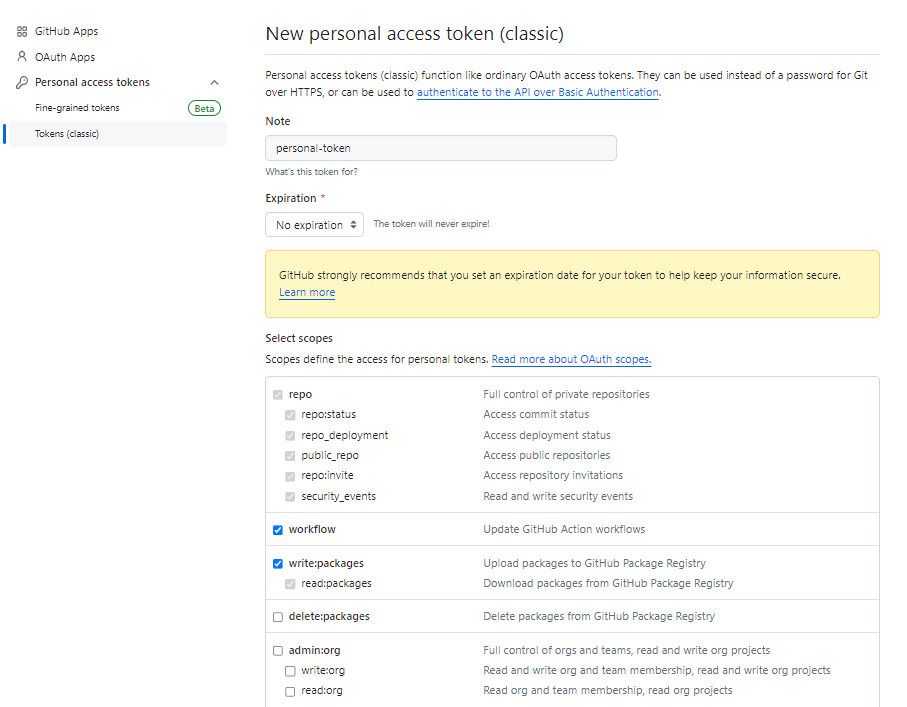 GitHub Apps
OAuth Apps
Personal access tokens
Fine-grained tokens Beta
Tokens (classic)
New personal access token (classic)
Personal access tokens (classic) function like ordinary OAuth access tokens. They can be used instead of a password for Git
over HTTPS, or can be used to authenticate to the API over Basic Authentication.
Note
personal-token
What's this token for?
Expiration *
No expiration The token will never expire!
GitHub strongly recommends that you set an expiration date for your token to help keep your information secure.
Learn more
Select scopes
Scopes define the access for personal tokens. Read more about OAuth scopes.
repo Full control of private repositories
repo:status Access commit status
repo_deployment Access deployment status
public_repo Access public repositories
repo:invite Access repository invitations
security_events Read and write security events
workflow Update GitHub Action workflows
write:packages Upload packages to GitHub Package Registry
read:packages Download packages from GitHub Package Registry
delete:packages Delete packages from GitHub Package Registry
admin:org Full control of orgs and teams, read and write org projects
write:org Read and write org and team membership, read and write org projects
read:org Read org and team membership, read org projects